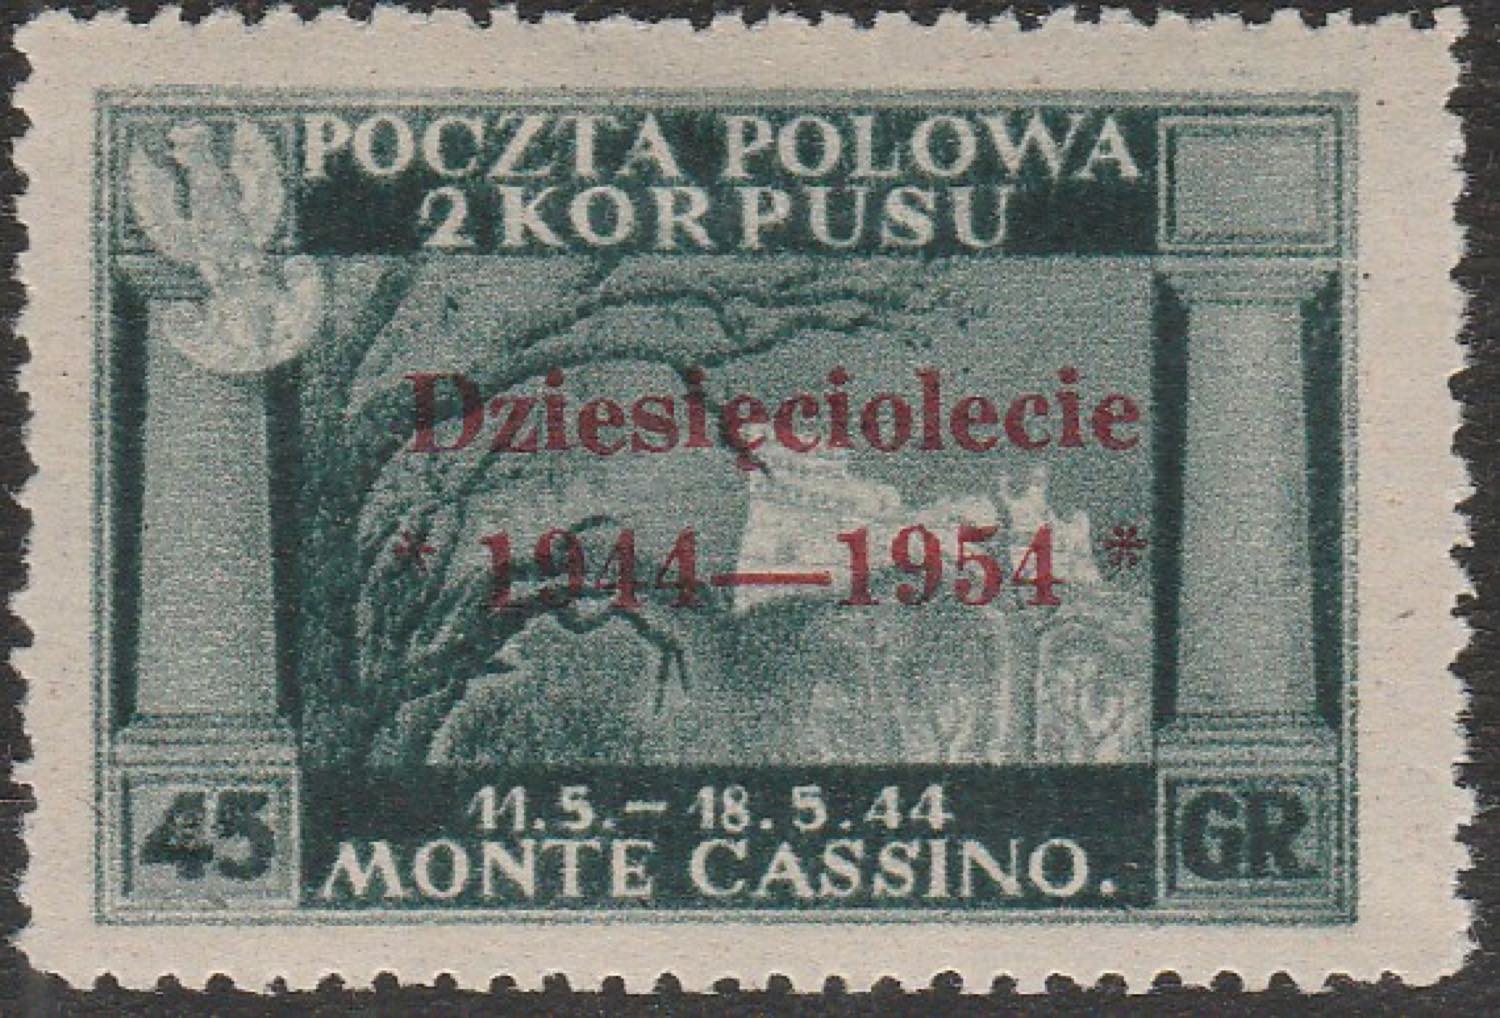 POCZTA POLOWA
2 KORPUSU
Dziesięciolecie
* 1944—1954 *
11.5.— 18.5.44
45 MONTE CASSINO. GR